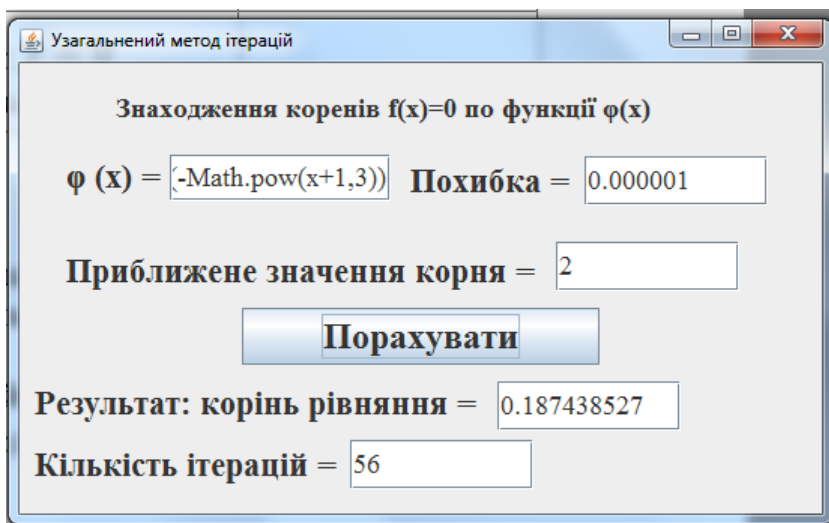 Узагальнений метод ітерацій
Знаходження коренів f(x)=0 по функції φ(x)
φ (x) = (-Math.pow(x+1,3)) Похибка = 0.000001
Приближене значення корня = 2
Порахувати
Результат: корінь рівняння = 0.187438527
Кількість ітерацій = 56